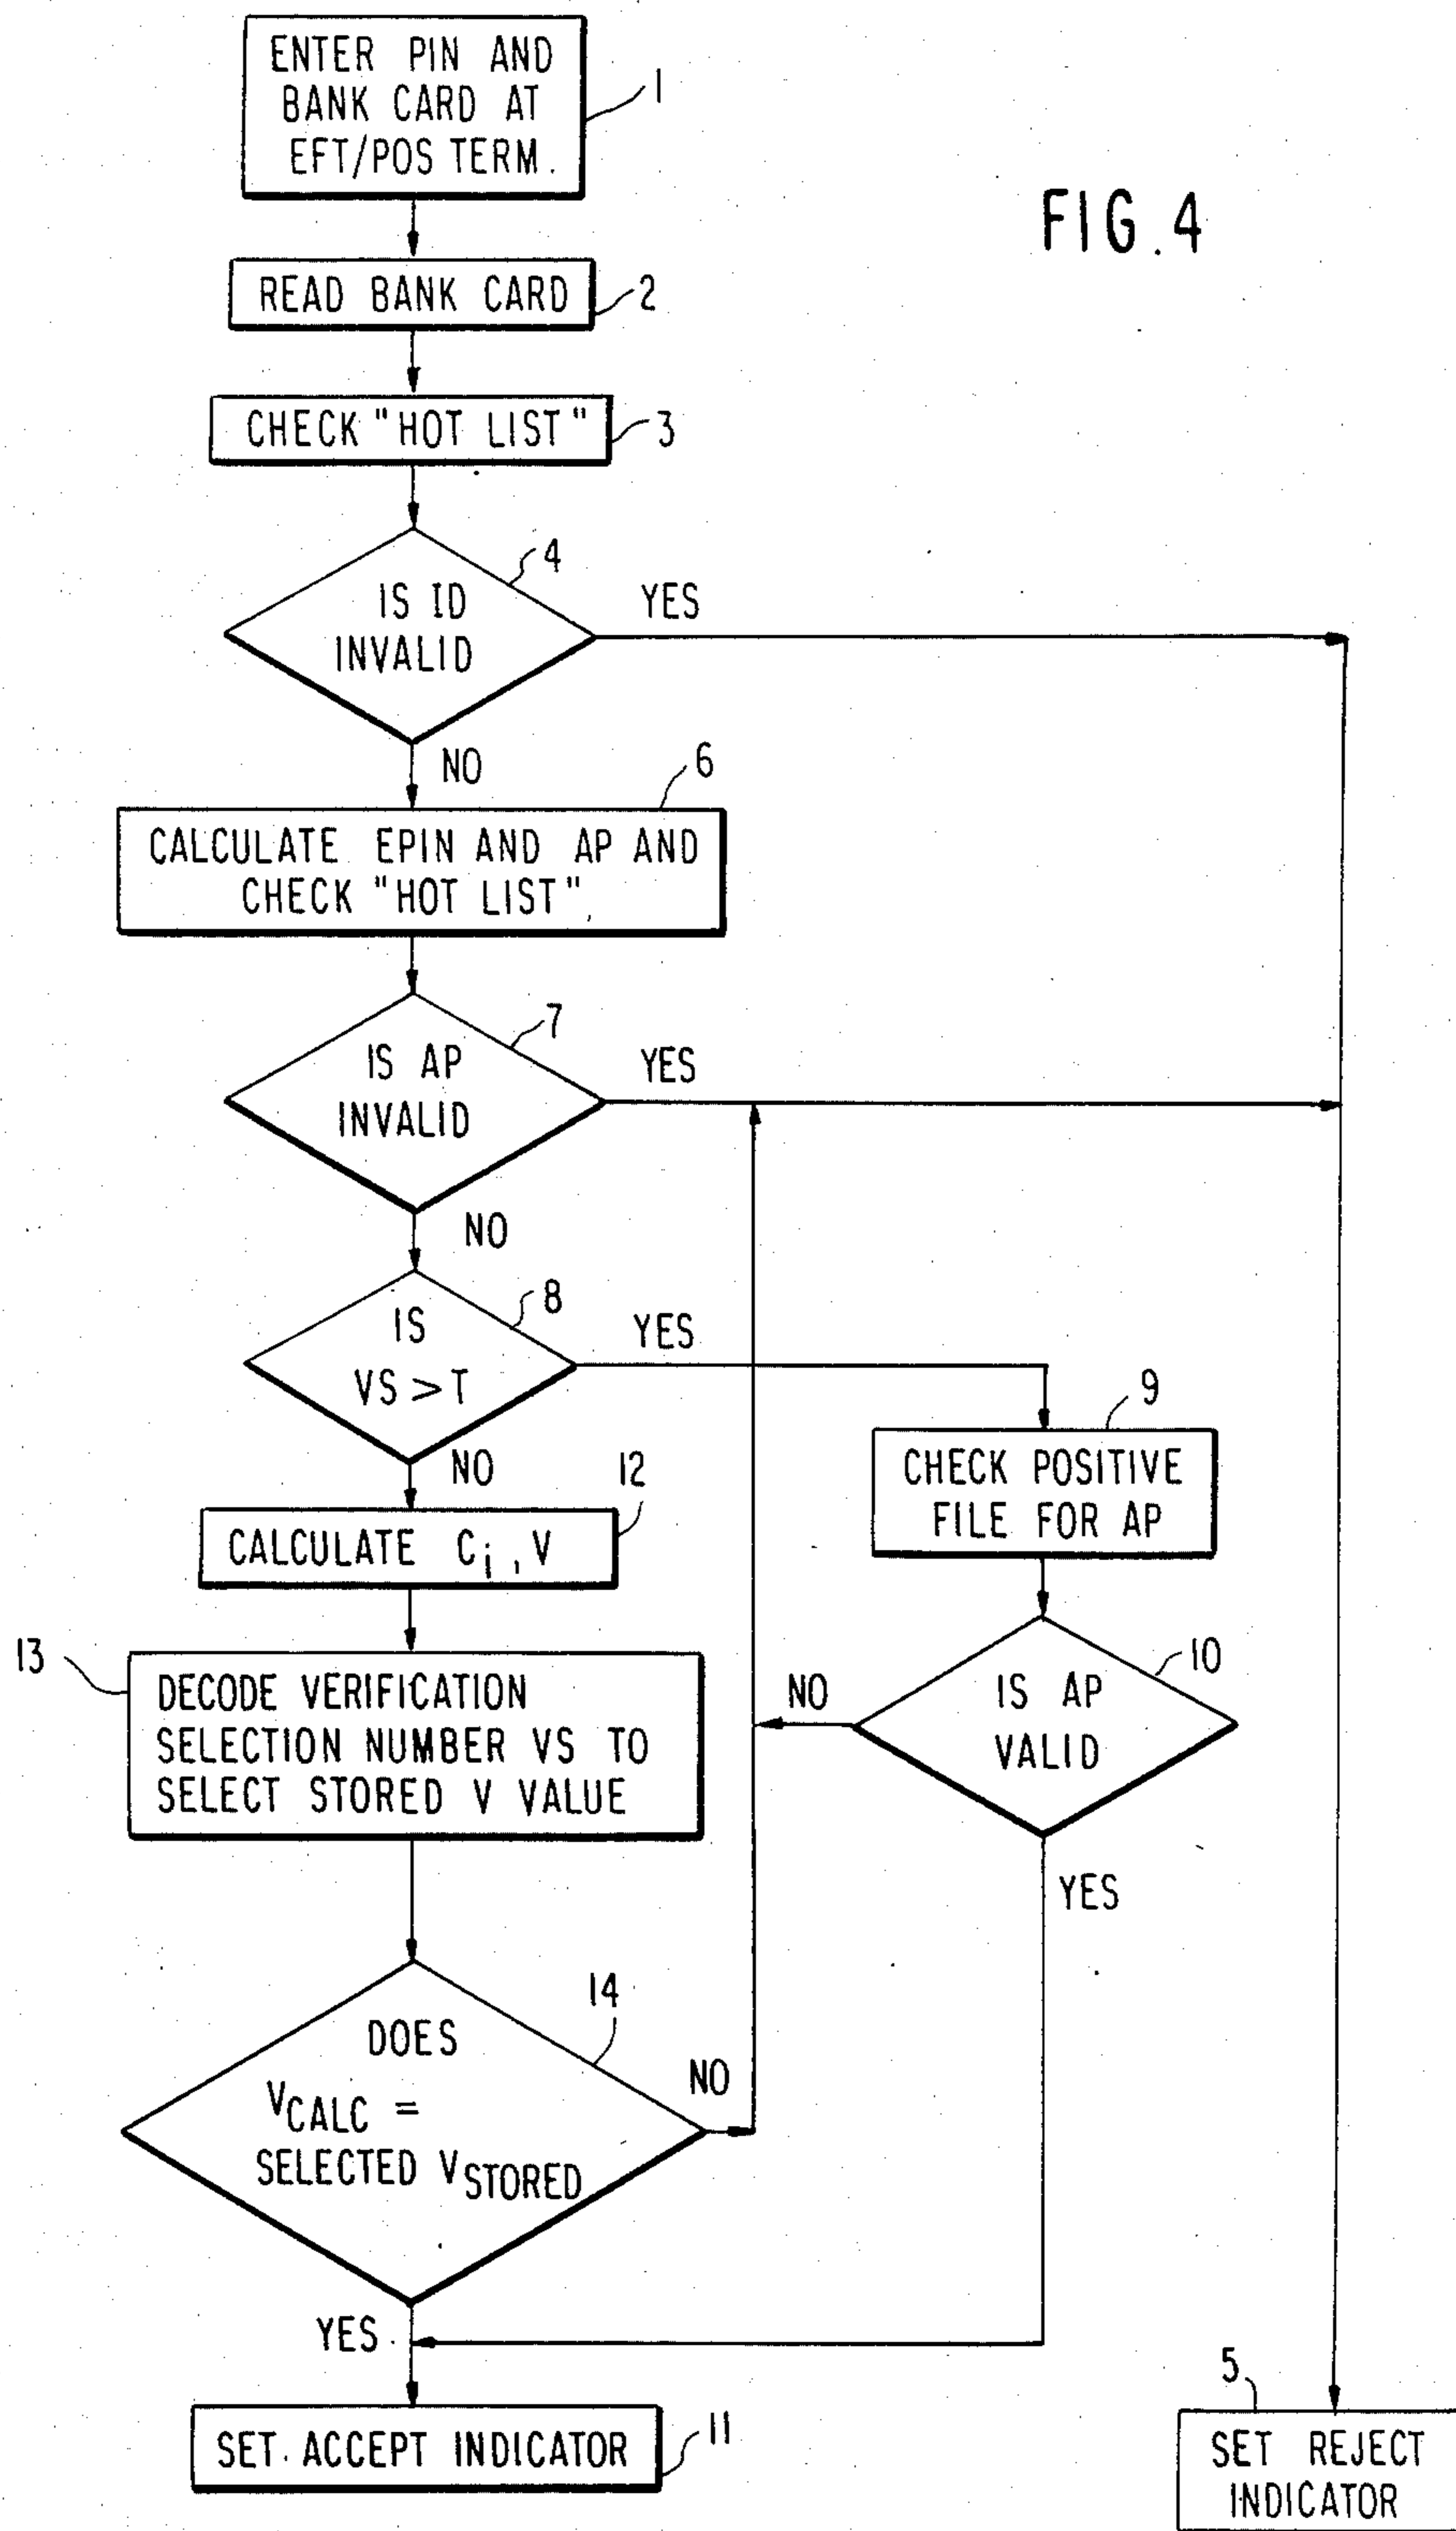 ENTER PIN AND
BANK CARD AT
EFT/POS TERM.
1
FIG.4
READ BANK CARD
2
CHECK "HOT LIST"
3
4
IS ID
INVALID
YES
NO
6
CALCULATE EPIN AND AP AND
CHECK "HOT LIST"
7
IS AP
INVALID
YES
NO
8
IS
VS > T
YES
NO
9
CHECK POSITIVE
FILE FOR AP
12
CALCULATE Ci, V
13
DECODE VERIFICATION
SELECTION NUMBER VS TO
SELECT STORED V VALUE
10
IS AP
VALID
NO
YES
14
DOES
VCALC =
SELECTED VSTORED
NO
YES
SET ACCEPT INDICATOR
11
5
SET REJECT
INDICATOR